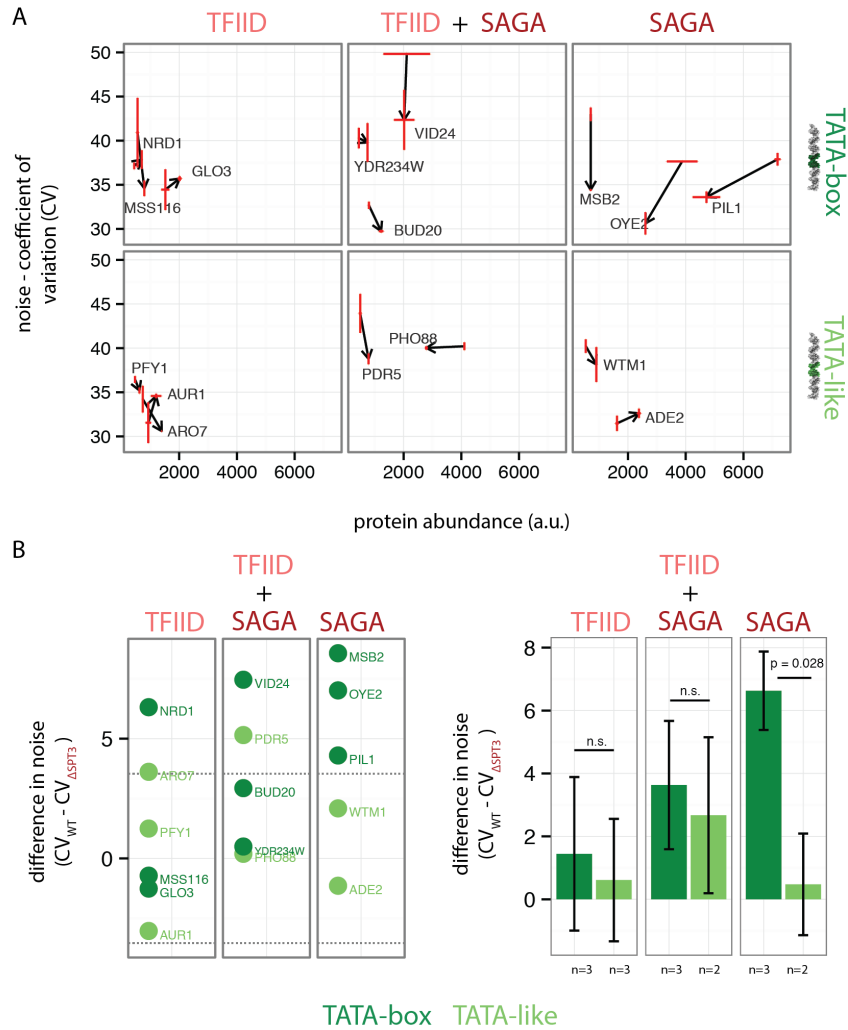 A
TFIID
TFIID + SAGA
SAGA
noise - coefficient of
variation (CV)
50
45
40
35
30
NRD1
GLO3
MSS116
VID24
YDR234W
BUD20
MSB2
OYE2
PIL1
TATA-box
50
45
40
35
30
PFY1
AUR1
ARO7
PHO88
PDR5
WTM1
ADE2
TATA-like
2000 4000 6000
2000 4000 6000
2000 4000 6000
protein abundance (a.u.)
B
TFIID
TFIID
+
SAGA
SAGA
difference in noise
(CVWT - CVΔSPT3)
5
0
NRD1
ARO7
PFY1
MSS116
GLO3
AUR1
VID24
PDR5
BUD20
YDR234W
PHO88
MSB2
OYE2
PIL1
WTM1
ADE2
TFIID
TFIID
+
SAGA
SAGA
difference in noise
(CVWT - CVΔSPT3)
8
6
4
2
0
n.s.
n.s.
p = 0.028
n=3 n=3
n=3 n=2
n=3 n=2
TATA-box TATA-like